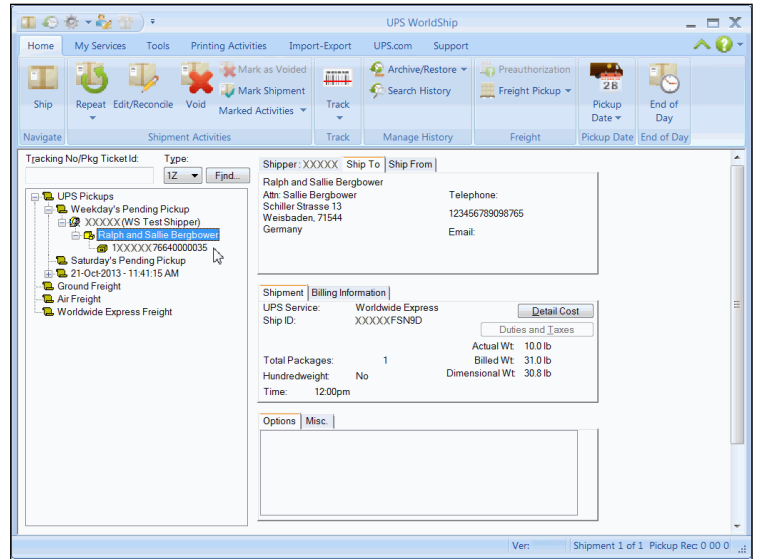 UPS WorldShip
Home My Services Tools Printing Activities Import-Export UPS.com Support
Ship
Repeat
Edit/Reconcile
Void
Mark as Voided
Mark Shipment
Marked Activities
Track
Archive/Restore
Search History
Preauthorization
Freight Pickup
28
Pickup Date
End of Day
Navigate Shipment Activities Track Manage History Freight Pickup Date End of Day
Tracking No/Pkg Ticket Id: Type:
1Z Find...
UPS Pickups
Weekday's Pending Pickup
XXXXX (WS Test Shipper)
Ralph and Sallie Bergbower
1XXXXX76640000035
Saturday's Pending Pickup
21-Oct-2013 - 11:41:15 AM
Ground Freight
Air Freight
Worldwide Express Freight
Shipper: XXXXX Ship To Ship From
Ralph and Sallie Bergbower
Attn: Sallie Bergbower Telephone:
Schiller Strasse 13
Weisbaden, 71544 123456789098765
Germany Email:
Shipment Billing Information
UPS Service: Worldwide Express Detail Cost
Ship ID: XXXXXFSN9D
Duties and Taxes
Actual Wt: 10.0 lb
Total Packages: 1 Billed Wt: 31.0 lb
Hundredweight: No Dimensional Wt: 30.8 lb
Time: 12:00pm
Options Misc.
Ver: Shipment 1 of 1 Pickup Rec: 0 00 0